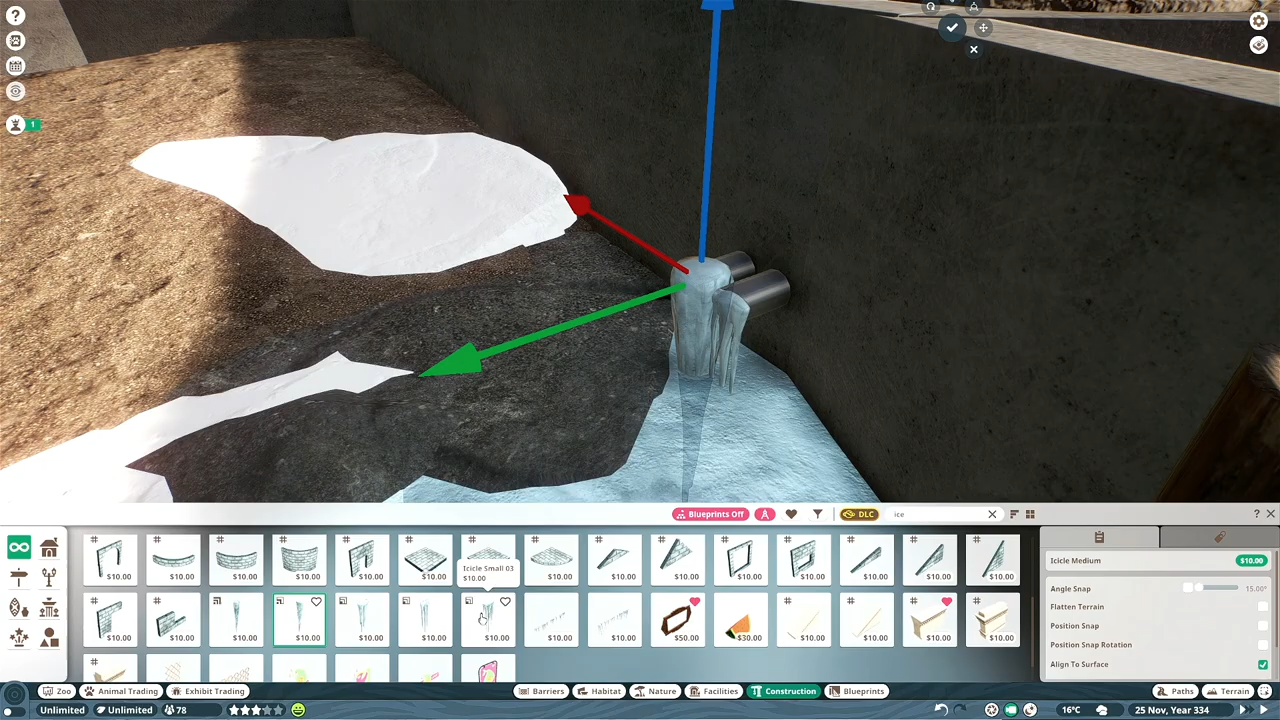 ?
1
Blueprints Off
DLC
ice
? 
$10.00 $10.00 $10.00 $10.00 $10.00 $10.00 $10.00 $10.00 $10.00 $10.00 $10.00 $10.00 $10.00 $10.00
Icicle Small 03
$10.00
$10.00 $10.00 $10.00 $10.00 $10.00 $10.00 $10.00 $10.00 $10.00 $50.00 $30.00 $10.00 $10.00 $10.00 $10.00
Icicle Medium $10.00
Angle Snap 15.00°
Flatten Terrain
Position Snap
Position Snap Rotation
Align To Surface
Zoo Animal Trading Exhibit Trading Barriers Habitat Nature Facilities Construction Blueprints Paths Terrain
Unlimited Unlimited 78 16°C 25 Nov, Year 334